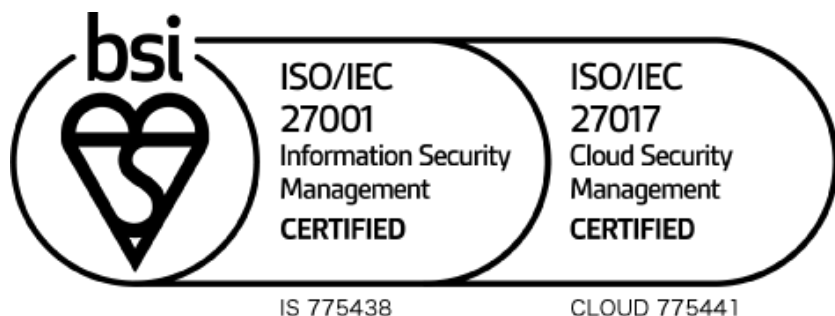 bsi
ISO/IEC
27001
Information Security
Management
CERTIFIED
IS 775438
ISO/IEC
27017
Cloud Security
Management
CERTIFIED
CLOUD 775441